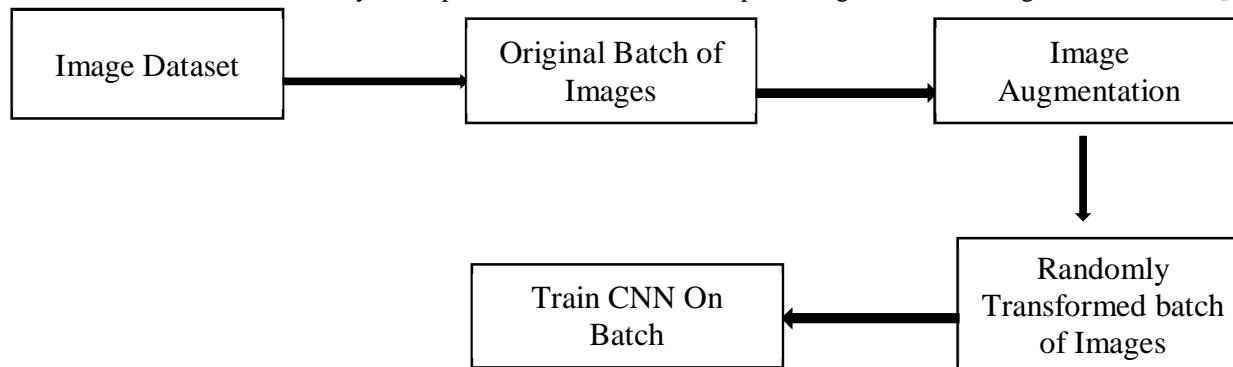 Image Dataset
Original Batch of
Images
Image
Augmentation
Randomly
Transformed batch
of Images
Train CNN On
Batch